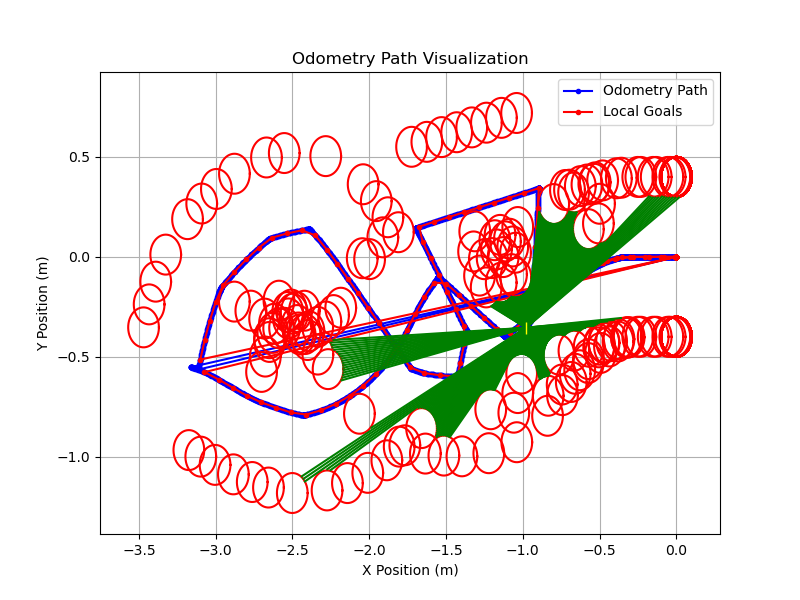 Odometry Path Visualization
Odometry Path
Local Goals
Y Position (m)
0.5
0.0
−0.5
−1.0
−3.5 −3.0 −2.5 −2.0 −1.5 −1.0 −0.5 0.0
X Position (m)